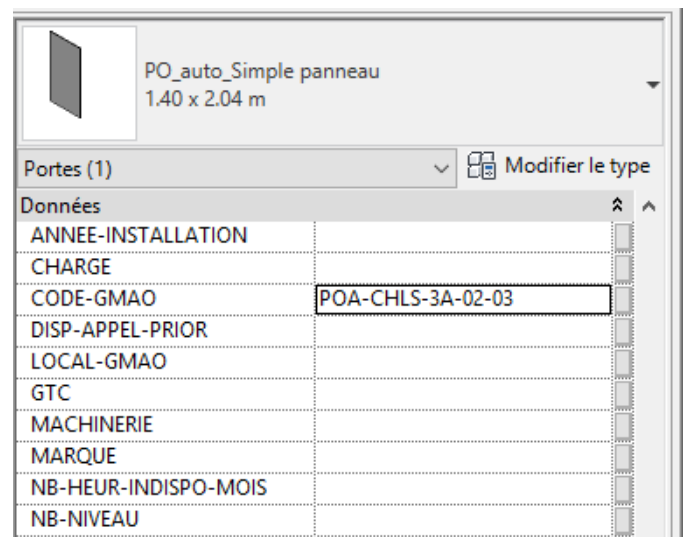 PO_auto_Simple panneau
1.40 x 2.04 m
Portes (1) Modifier le type
Données
ANNEE-INSTALLATION
CHARGE
CODE-GMAO POA-CHLS-3A-02-03
DISP-APPEL-PRIOR
LOCAL-GMAO
GTC
MACHINERIE
MARQUE
NB-HEUR-INDISPO-MOIS
NB-NIVEAU